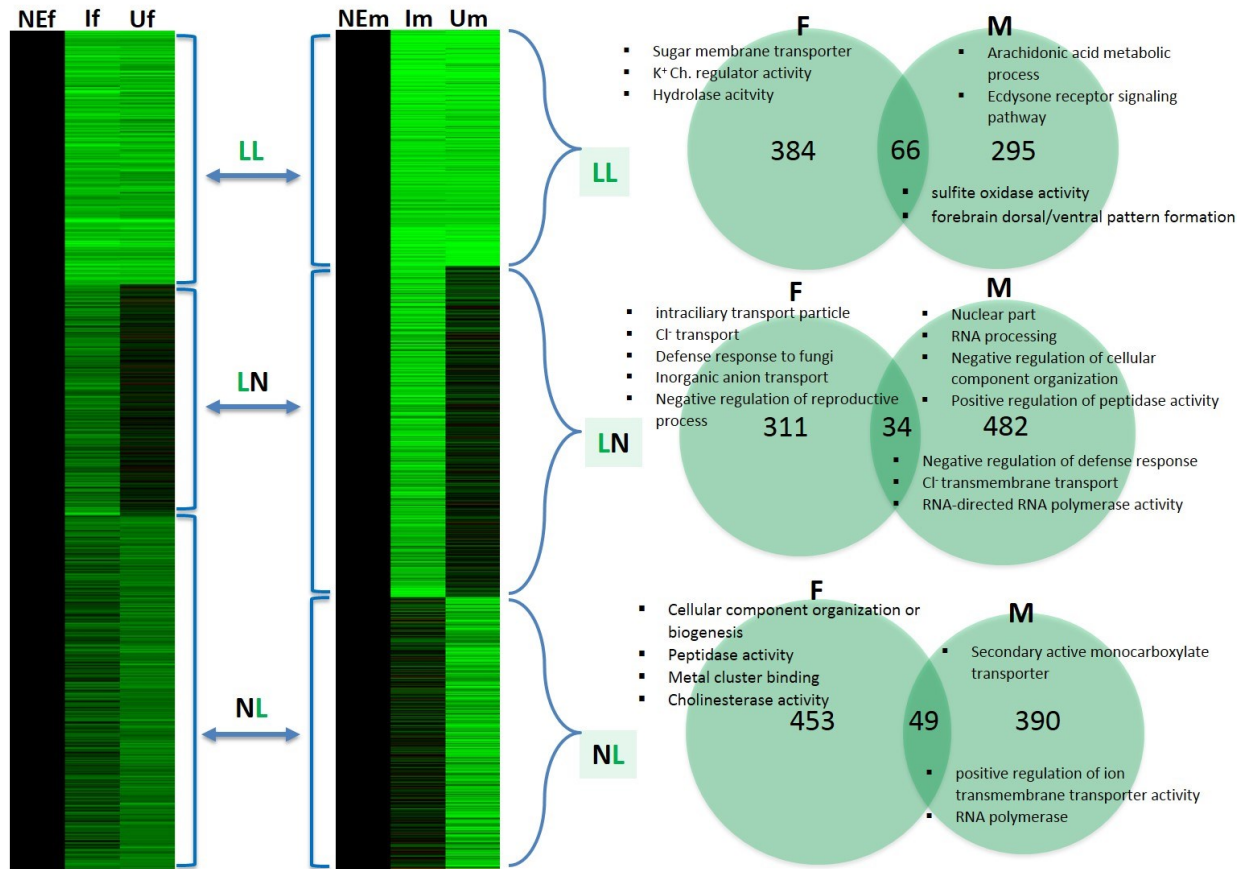 NEf If Uf
NEm Im Um
LL
LN
NL
LL
LN
NL
F
M
▪ Sugar membrane transporter
▪ K⁺ Ch. regulator activity
▪ Hydrolase acitvity
▪ Arachidonic acid metabolic
process
▪ Ecdysone receptor signaling
pathway
384
66
295
▪ sulfite oxidase activity
▪ forebrain dorsal/ventral pattern formation
F
M
▪ intraciliary transport particle
▪ Cl⁻ transport
▪ Defense response to fungi
▪ Inorganic anion transport
▪ Negative regulation of reproductive
process
▪ Nuclear part
▪ RNA processing
▪ Negative regulation of cellular
component organization
▪ Positive regulation of peptidase activity
311
34
482
▪ Negative regulation of defense response
▪ Cl⁻ transmembrane transport
▪ RNA-directed RNA polymerase activity
F
M
▪ Cellular component organization or
biogenesis
▪ Peptidase activity
▪ Metal cluster binding
▪ Cholinesterase activity
▪ Secondary active monocarboxylate
transporter
453
49
390
▪ positive regulation of ion
transmembrane transporter activity
▪ RNA polymerase